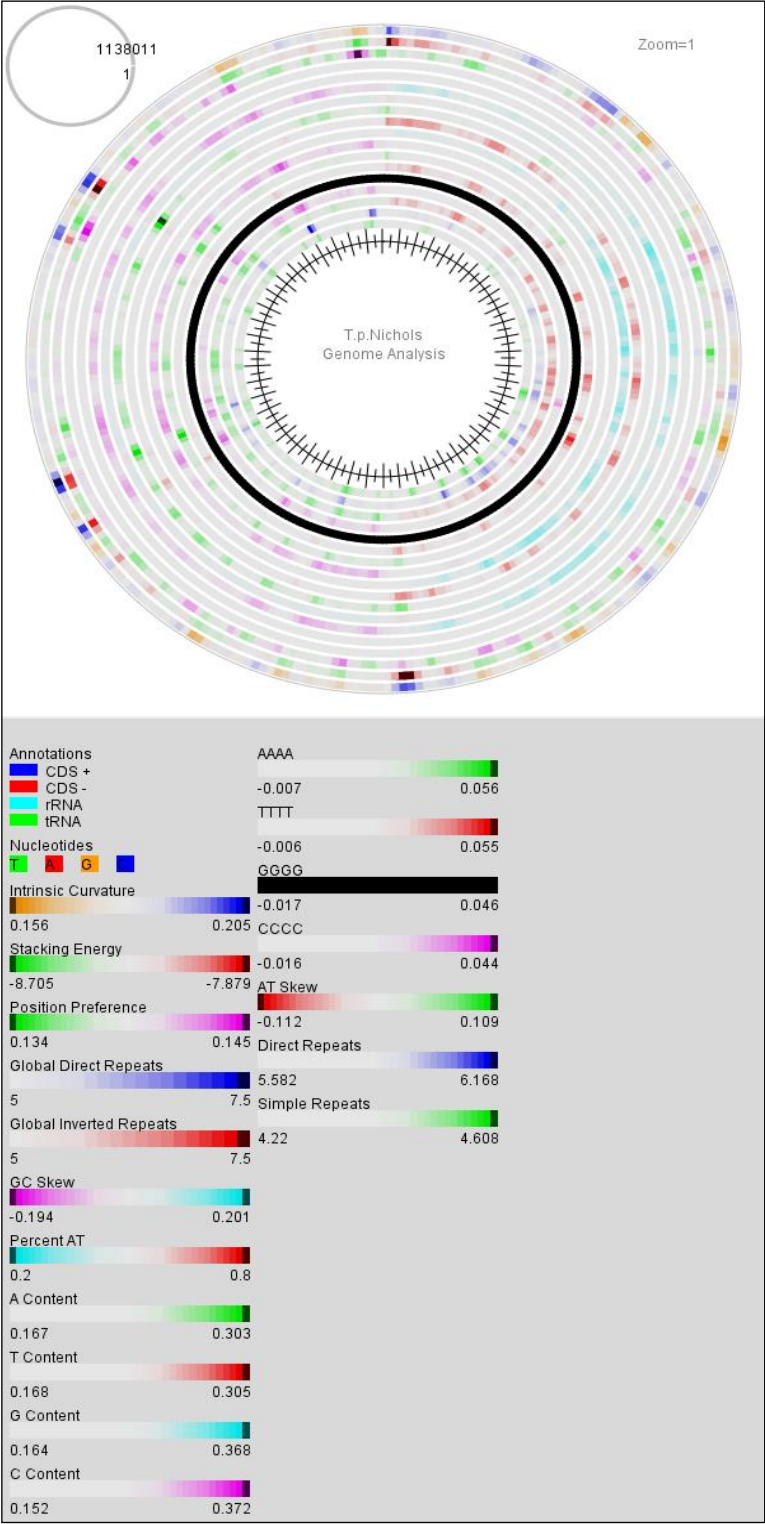 1138011
1
Zoom=1
T.p.Nichols
Genome Analysis
Annotations
CDS +
CDS -
rRNA
tRNA
Nucleotides
T A G
Intrinsic Curvature
0.156 0.205
Stacking Energy
-8.705 -7.879
Position Preference
0.134 0.145
Global Direct Repeats
5 7.5
Global Inverted Repeats
5 7.5
GC Skew
-0.194 0.201
Percent AT
0.2 0.8
A Content
0.167 0.303
T Content
0.168 0.305
G Content
0.164 0.368
C Content
0.152 0.372
AAAA
-0.007 0.056
TTTT
-0.006 0.055
GGGG
-0.017 0.046
CCCC
-0.016 0.044
AT Skew
-0.112 0.109
Direct Repeats
5.582 6.168
Simple Repeats
4.22 4.608